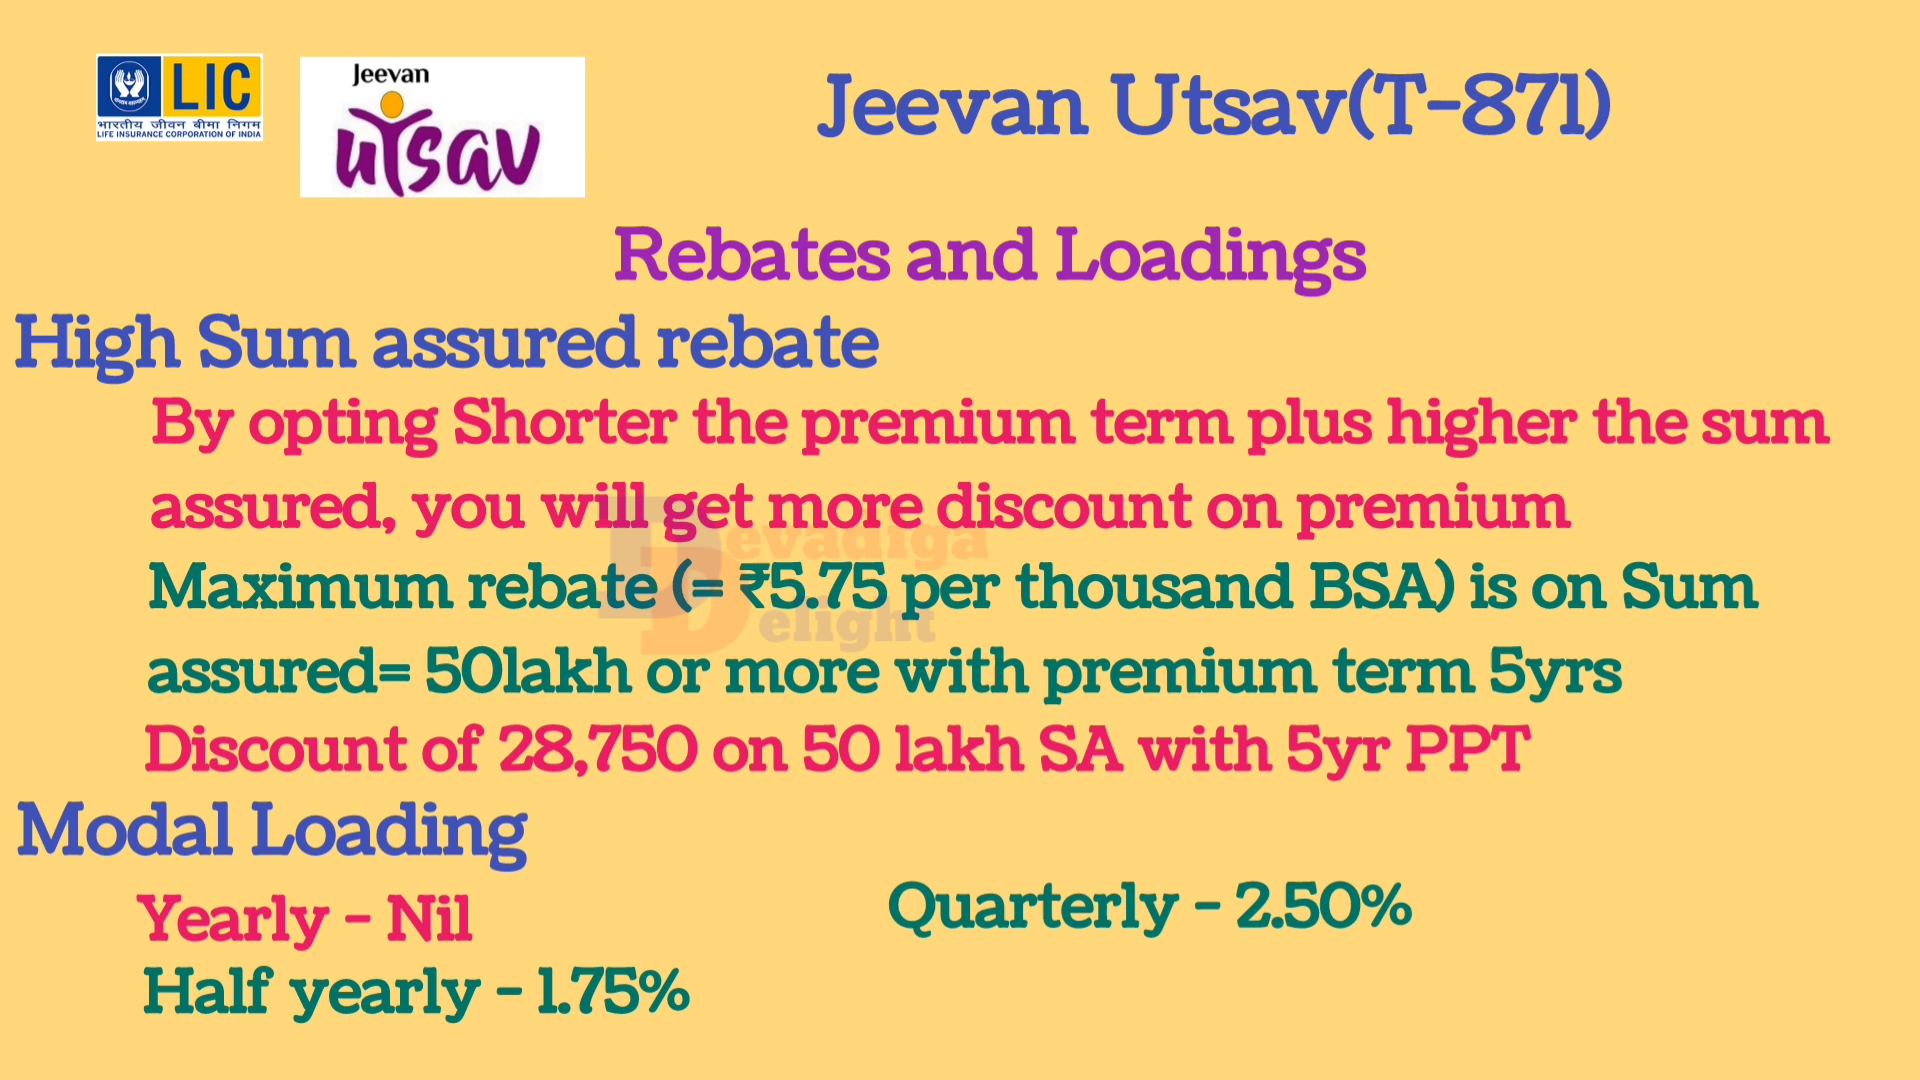 LIC
भारतीय जीवन बीमा निगम
LIFE INSURANCE CORPORATION OF INDIA
Jeevan
utsav
Jeevan Utsav(T-871)
Rebates and Loadings
High Sum assured rebate
By opting Shorter the premium term plus higher the sum
assured, you will get more discount on premium
Devadiga
Delight
Maximum rebate (= ₹5.75 per thousand BSA) is on Sum
assured= 50lakh or more with premium term 5yrs
Discount of 28,750 on 50 lakh SA with 5yr PPT
Modal Loading
Yearly - Nil
Quarterly - 2.50%
Half yearly - 1.75%